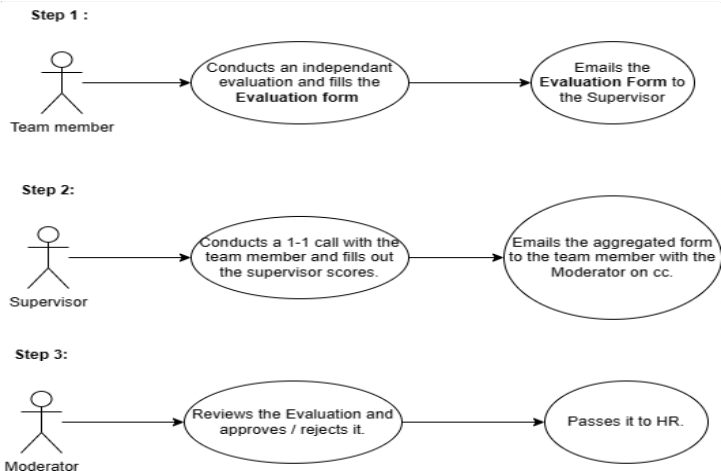 Step 1 :
Conducts an independant
evaluation and fills the
Evaluation form
Emails the
Evaluation Form to
the Supervisor
Team member
Step 2:
Conducts a 1-1 call with the
team member and fills out
the supervisor scores.
Emails the aggregated form
to the team member with the
Moderator on cc.
Supervisor
Step 3:
Reviews the Evaluation and
approves / rejects it.
Passes it to HR.
Moderator